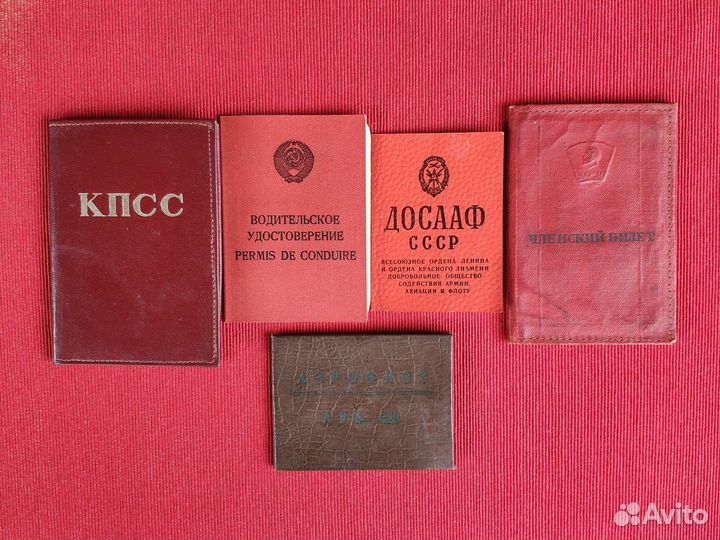 КПСС
ВОДИТЕЛЬСКОЕ
УДОСТОВЕРЕНИЕ
PERMIS DE CONDUIRE
ДОСААФ
СССР
ВСЕСОЮЗНОЕ ОРДЕНА ЛЕНИНА
И ОРДЕНА КРАСНОГО ЗНАМЕНИ
ДОБРОВОЛЬНОЕ ОБЩЕСТВО
СОДЕЙСТВИЯ АРМИИ,
АВИАЦИИ И ФЛОТУ
ЧЛЕНСКИЙ БИЛЕТ
АЭРОФЛОТ
Avito